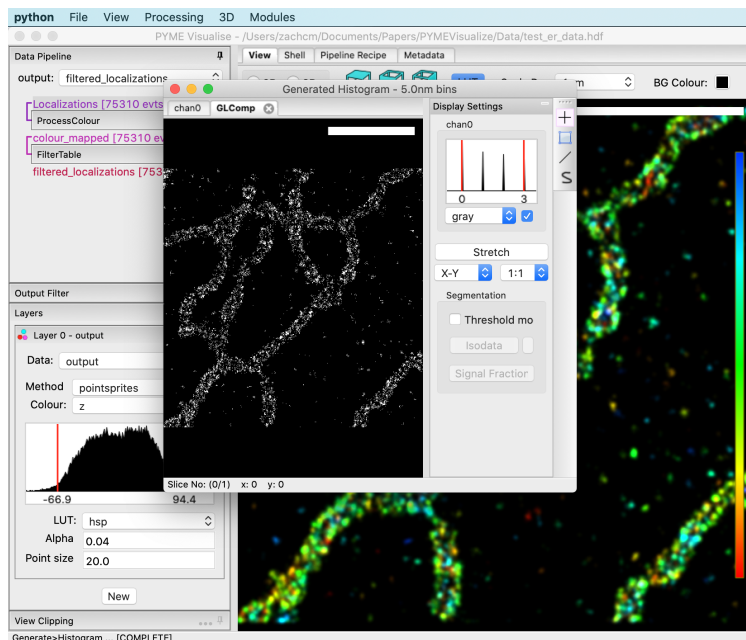 python File View Processing 3D Modules
PYME Visualise - /Users/zachcm/Documents/Papers/PYMEVisualize/Data/test_er_data.hdf
Data Pipeline
View Shell Pipeline Recipe Metadata
output: filtered_localizations
BG Colour:
Generated Histogram - 5.0nm bins
Localizations [75310 evts
ProcessColour
colour_mapped [75310 ev
FilterTable
filtered_localizations [753
chan0 GLComp
Display Settings
chan0
0 3
gray
Stretch
X-Y 1:1
Segmentation
Threshold mo
Isodata
Signal Fractior
Output Filter
Layers
Layer 0 - output
Data: output
Method pointsprites
Colour: z
-66.9 94.4
Slice No: (0/1) x: 0 y: 0
LUT: hsp
Alpha 0.04
Point size 20.0
New
View Clipping
Generate>Histogram ... [COMPLETE]